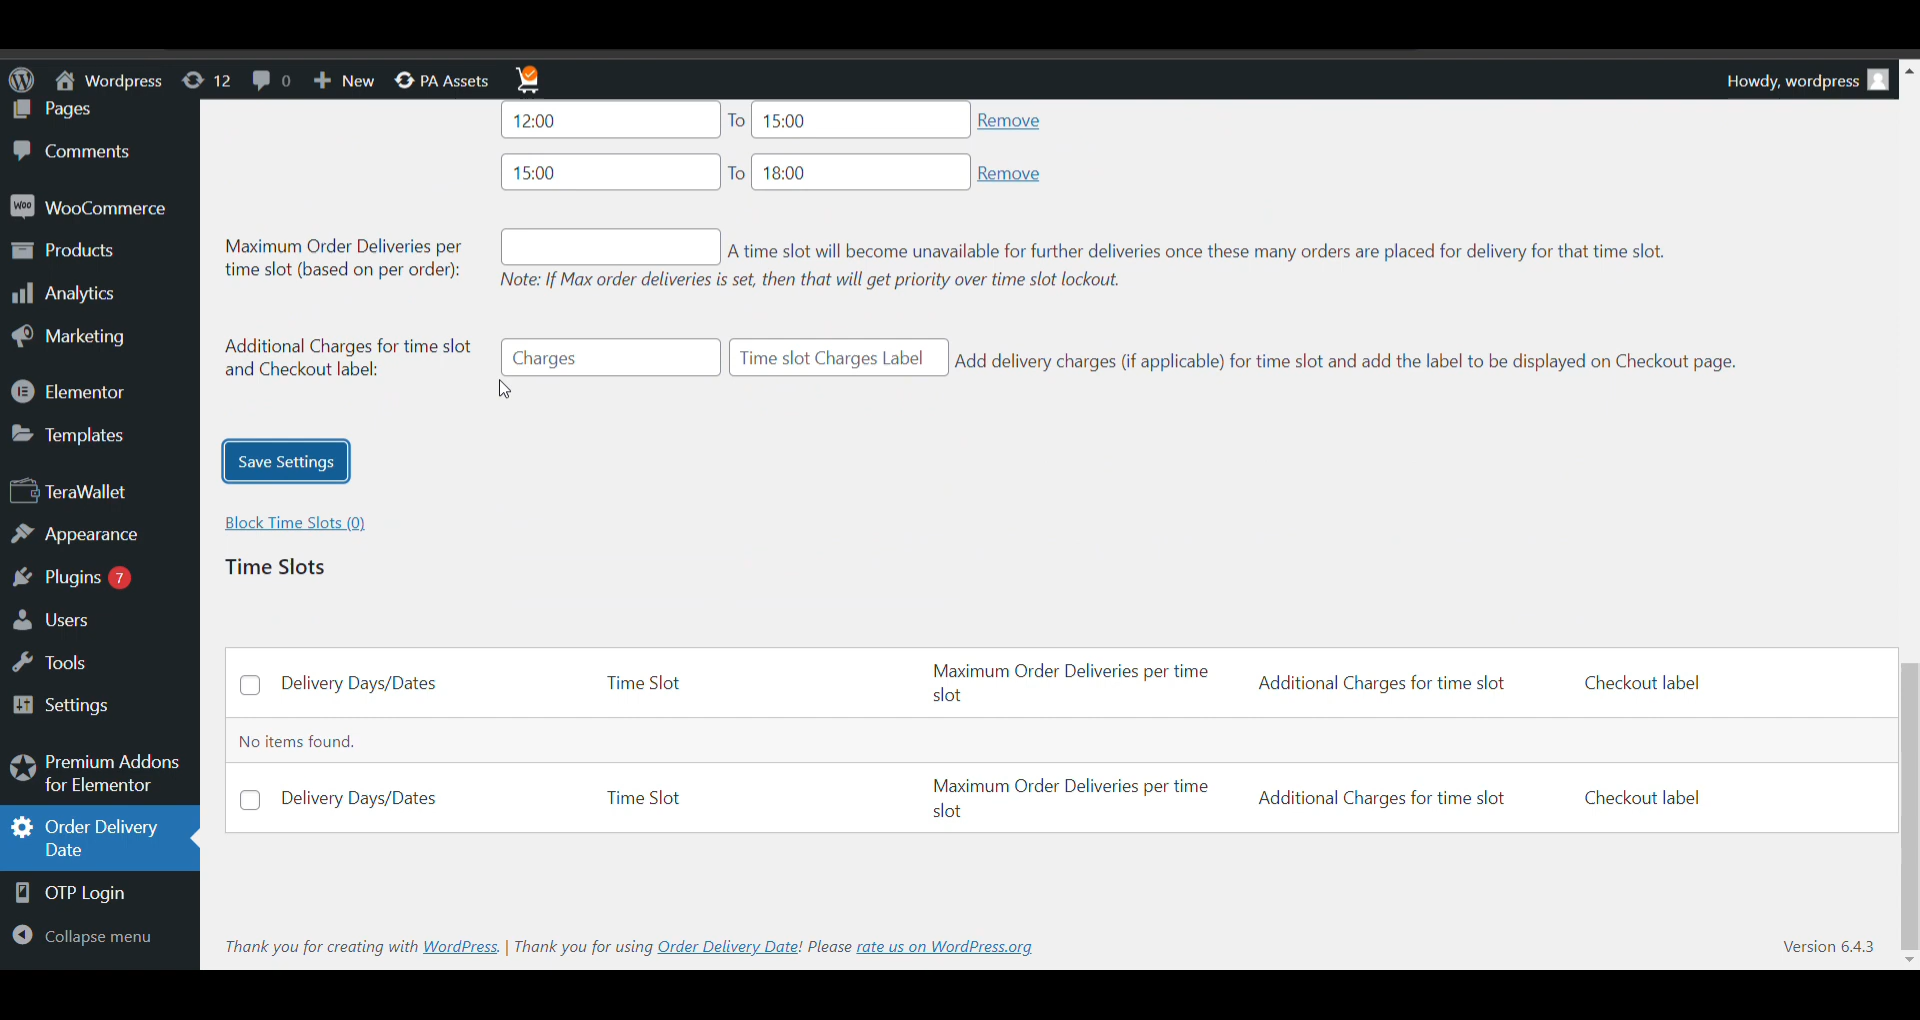 Wordpress 12 0 New PA Assets Howdy, wordpress
Pages
Comments
WooCommerce
Products
Analytics
Marketing
Elementor
Templates
TeraWallet
Appearance
Plugins 7
Users
Tools
Settings
Premium Addons
for Elementor
Order Delivery
Date
OTP Login
Collapse menu
12:00 To 15:00 Remove
15:00 To 18:00 Remove
Maximum Order Deliveries per
time slot (based on per order):
A time slot will become unavailable for further deliveries once these many orders are placed for delivery for that time slot.
Note: If Max order deliveries is set, then that will get priority over time slot lockout.
Additional Charges for time slot
and Checkout label:
Charges Time slot Charges Label Add delivery charges (if applicable) for time slot and add the label to be displayed on Checkout page.
Save Settings
Block Time Slots (0)
Time Slots
Delivery Days/Dates Time Slot Maximum Order Deliveries per time Additional Charges for time slot Checkout label
slot
No items found.
Delivery Days/Dates Time Slot Maximum Order Deliveries per time Additional Charges for time slot Checkout label
slot
Thank you for creating with WordPress. | Thank you for using Order Delivery Date! Please rate us on WordPress.org Version 6.4.3